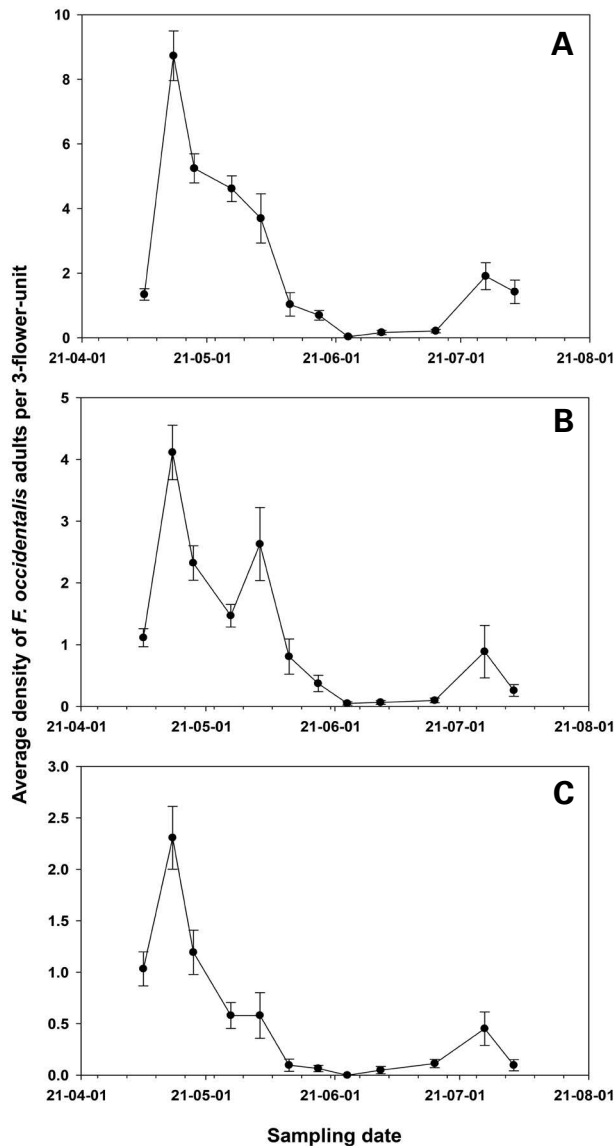 Average density of F. occidentalis adults per 3-flower-unit
A
10
8
6
4
2
0
21-04-01 21-05-01 21-06-01 21-07-01 21-08-01
B
5
4
3
2
1
0
21-04-01 21-05-01 21-06-01 21-07-01 21-08-01
C
3.0
2.5
2.0
1.5
1.0
0.5
0.0
21-04-01 21-05-01 21-06-01 21-07-01 21-08-01
Sampling date